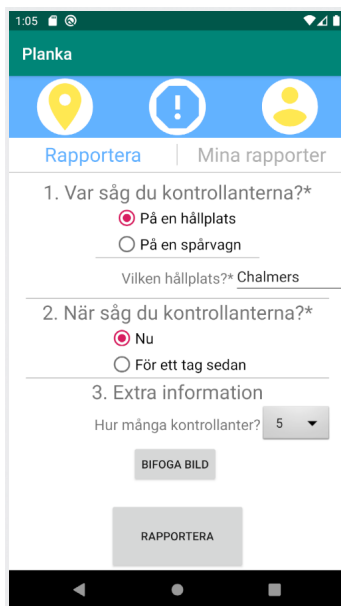 1:05
Planka
Rapportera Mina rapporter
1. Var såg du kontrollanterna?*
På en hållplats
På en spårvagn
Vilken hållplats?* Chalmers
2. När såg du kontrollanterna?*
Nu
För ett tag sedan
3. Extra information
Hur många kontrollanter? 5
BIFOGA BILD
RAPPORTERA